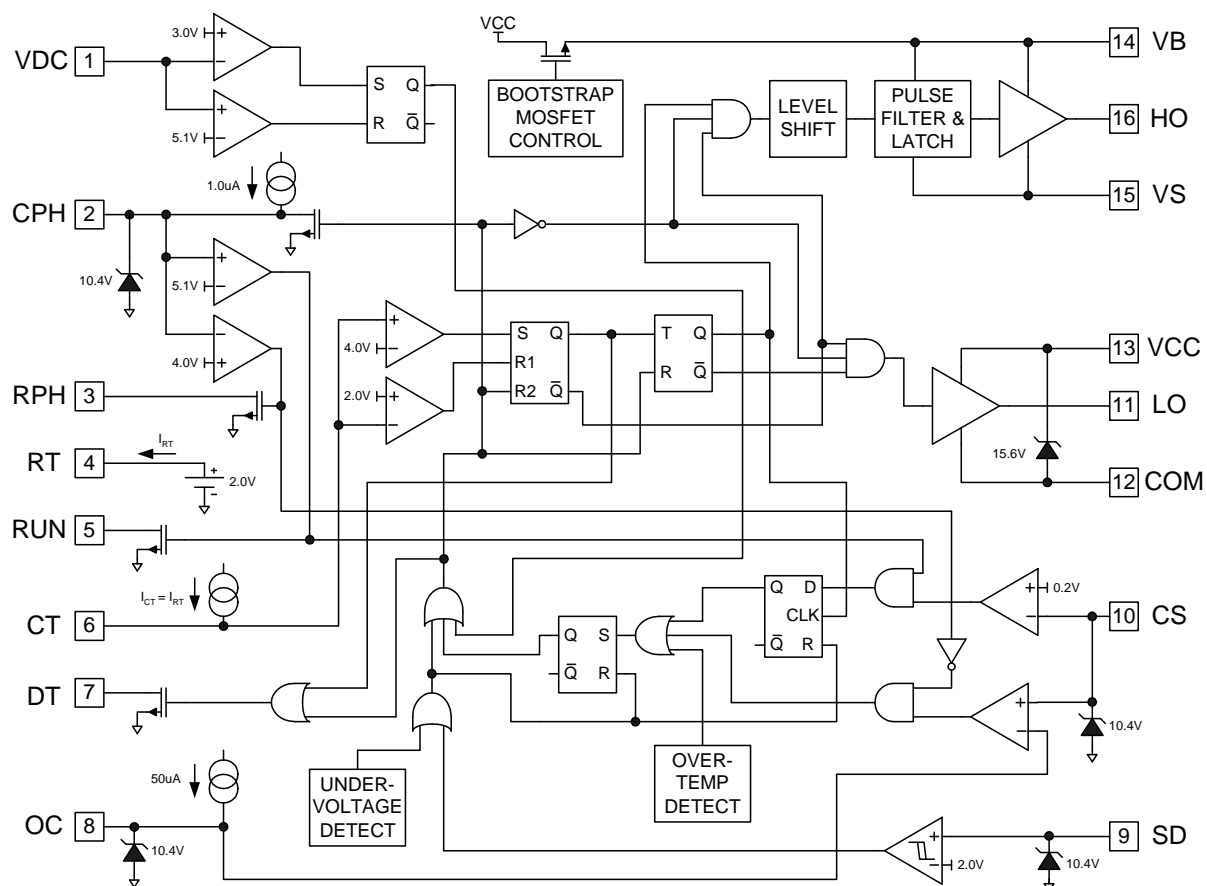 VDC 1
3.0V
+
−
+
5.1V −
S Q
R Q̅
VCC
BOOTSTRAP
MOSFET
CONTROL
LEVEL
SHIFT
PULSE
FILTER &
LATCH
14 VB
16 HO
15 VS
CPH 2
1.0uA
10.4V
+
5.1V −
−
4.0V +
RPH 3
+
4.0V −
2.0V +
−
S Q
R1
R2 Q̅
T Q
R Q̅
13 VCC
11 LO
15.6V
12 COM
RT 4
IRT
+
2.0V
−
RUN 5
ICT = IRT
CT 6
DT 7
Q S
Q̅ R
Q D
CLK
Q̅ R
+ 0.2V
−
10 CS
+
−
10.4V
OC 8
50uA
10.4V
UNDER-
VOLTAGE
DETECT
OVER-
TEMP
DETECT
+
− 2.0V
10.4V
9 SD